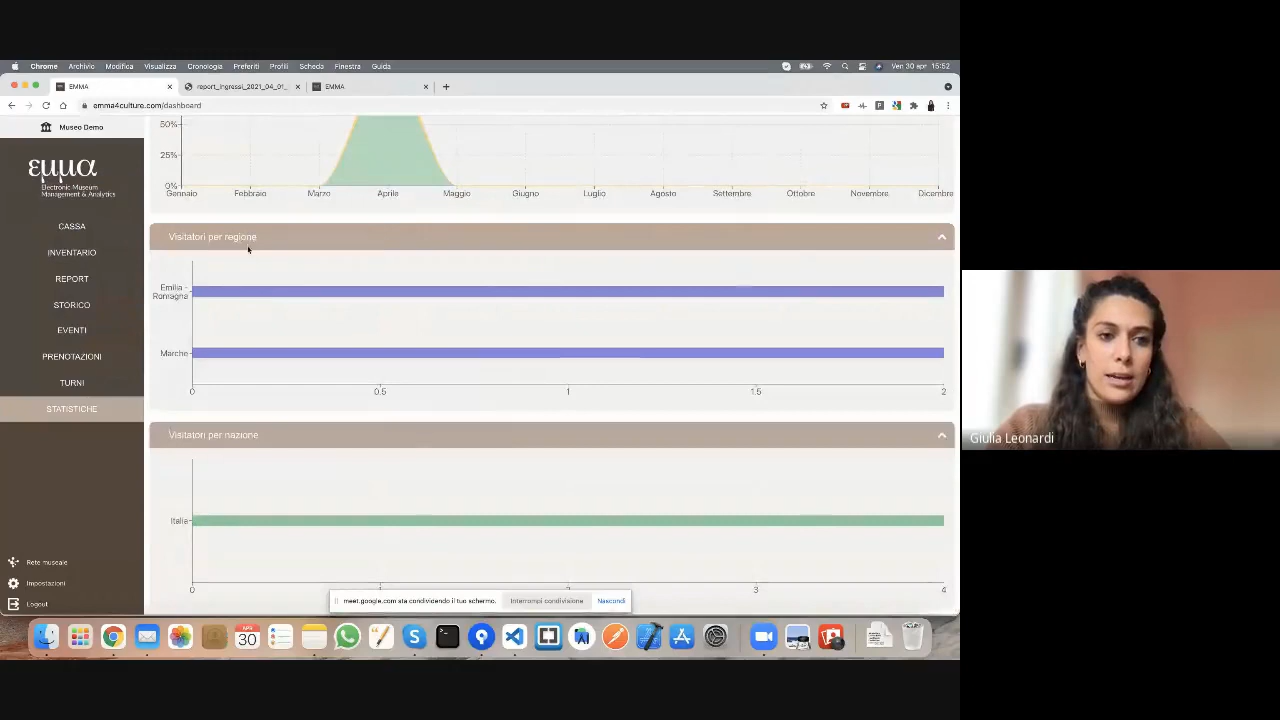 Chrome Archivio Modifica Visualizza Cronologia Preferiti Profili Scheda Finestra Guida Ven 30 apr 15:52
EMMA report_ingressi_2021_04_01_ EMMA
emma4culture.com/dashboard
Museo Demo
εμμα
Electronic Museum
Management & Analytics
CASSA
INVENTARIO
REPORT
STORICO
EVENTI
PRENOTAZIONI
TURNI
STATISTICHE
Rete museale
Impostazioni
Logout
50%
25%
0%
Gennaio Febbraio Marzo Aprile Maggio Giugno Luglio Agosto Settembre Ottobre Novembre Dicembre
Visitatori per regione
Emilia -
Romagna
Marche
0 0.5 1 1.5 2
Visitatori per nazione
Italia
0 3 4
meet.google.com sta condividendo il tuo schermo. Interrompi condivisione Nascondi
APR
30
Giulia Leonardi